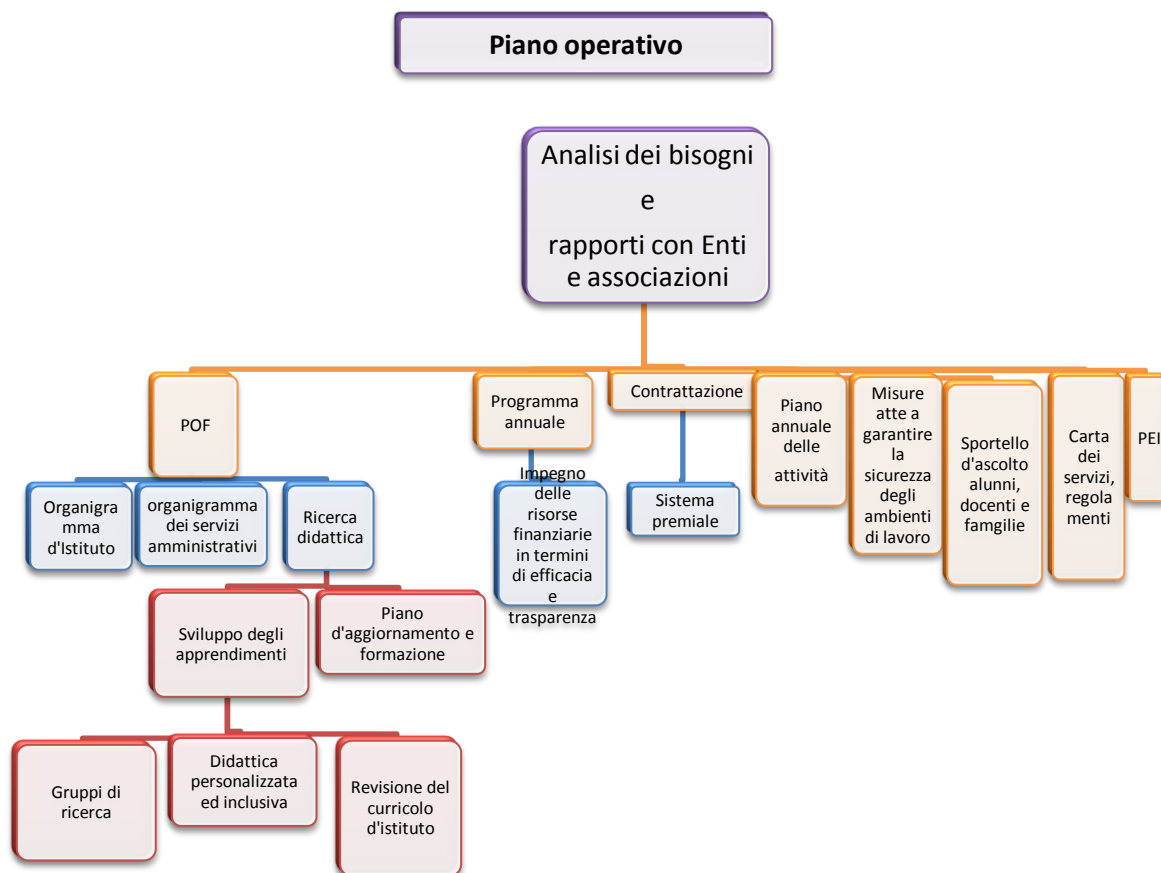 Piano operativo
Analisi dei bisogni
e
rapporti con Enti
e associazioni
POF
Programma
annuale
Contrattazione
Piano
annuale
delle
attività
Misure
atte a
garantire
la
sicurezza
degli
ambienti
di lavoro
Sportello
d'ascolto
alunni,
docenti e
famgilie
Carta
dei
servizi,
regola
menti
PEI
Organigra
mma
d'Istituto
organigramma
dei servizi
amministrativi
Ricerca
didattica
Impegno
delle
risorse
finanziarie
in termini
di efficacia
e
trasparenza
Sistema
premiale
Sviluppo degli
apprendimenti
Piano
d'aggiornamento e
formazione
Gruppi di
ricerca
Didattica
personalizzata
ed inclusiva
Revisione del
curricolo
d'istituto